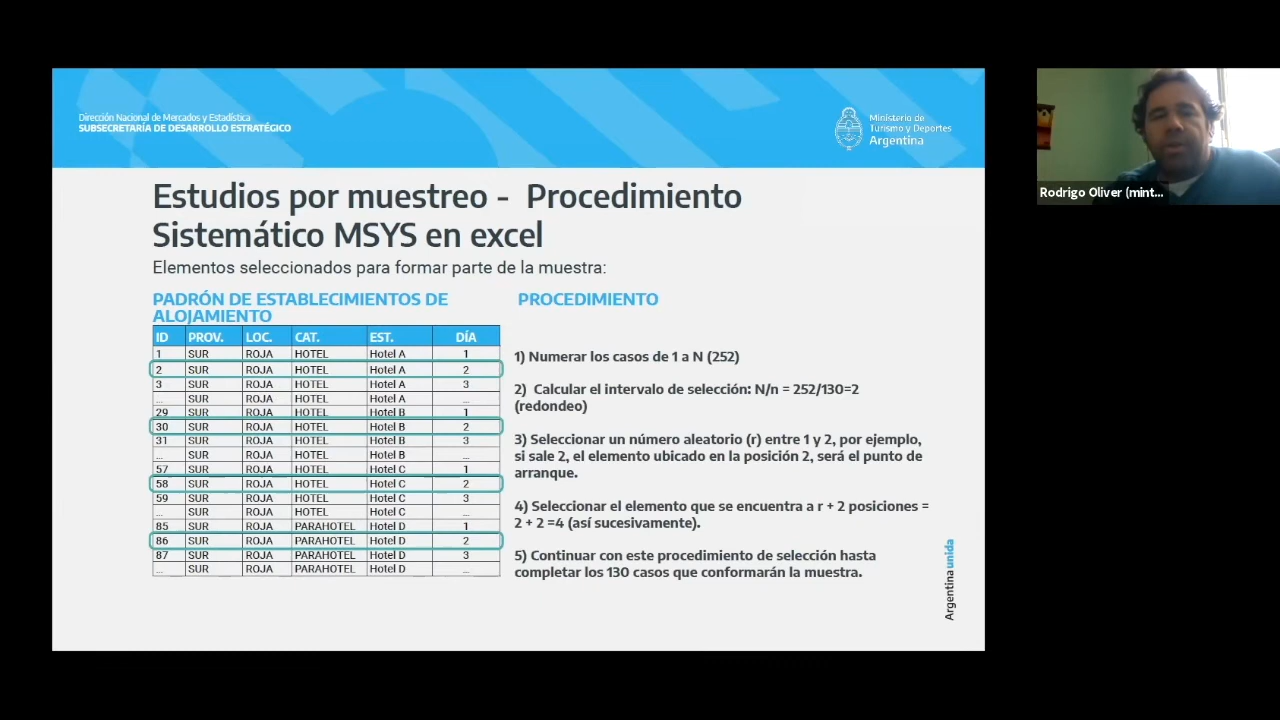 Dirección Nacional de Mercados y Estadística
SUBSECRETARÍA DE DESARROLLO ESTRATÉGICO
Ministerio de
Turismo y Deportes
Argentina
Rodrigo Oliver (mint...
Estudios por muestreo - Procedimiento
Sistemático MSYS en excel
Elementos seleccionados para formar parte de la muestra:
PADRÓN DE ESTABLECIMIENTOS DE
ALOJAMIENTO
ID PROV. LOC. CAT. EST. DÍA
1 SUR ROJA HOTEL Hotel A 1
2 SUR ROJA HOTEL Hotel A 2
3 SUR ROJA HOTEL Hotel A 3
... SUR ROJA HOTEL Hotel A ...
29 SUR ROJA HOTEL Hotel B 1
30 SUR ROJA HOTEL Hotel B 2
31 SUR ROJA HOTEL Hotel B 3
... SUR ROJA HOTEL Hotel B ...
57 SUR ROJA HOTEL Hotel C 1
58 SUR ROJA HOTEL Hotel C 2
59 SUR ROJA HOTEL Hotel C 3
... SUR ROJA HOTEL Hotel C ...
85 SUR ROJA PARAHOTEL Hotel D 1
86 SUR ROJA PARAHOTEL Hotel D 2
87 SUR ROJA PARAHOTEL Hotel D 3
... SUR ROJA PARAHOTEL Hotel D ...
PROCEDIMIENTO
1) Numerar los casos de 1 a N (252)
2) Calcular el intervalo de selección: N/n = 252/130=2
(redondeo)
3) Seleccionar un número aleatorio (r) entre 1 y 2, por ejemplo,
si sale 2, el elemento ubicado en la posición 2, será el punto de
arranque.
4) Seleccionar el elemento que se encuentra a r + 2 posiciones =
2 + 2 =4 (así sucesivamente).
5) Continuar con este procedimiento de selección hasta
completar los 130 casos que conformarán la muestra.
Argentina unida